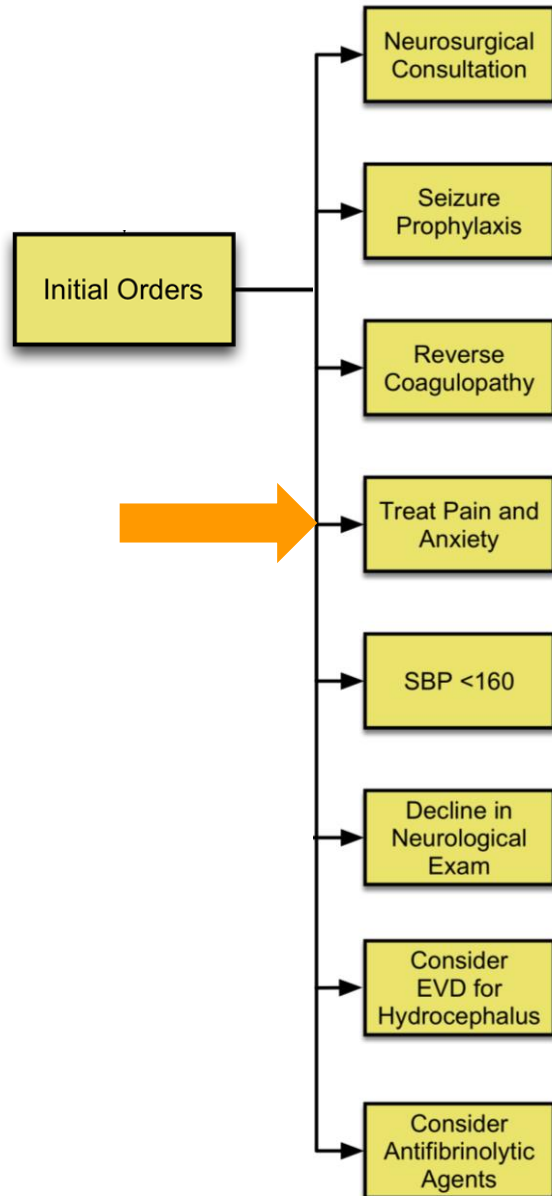 Neurosurgical
Consultation
Seizure
Prophylaxis
Initial Orders
Reverse
Coagulopathy
Treat Pain and
Anxiety
SBP <160
Decline in
Neurological
Exam
Consider
EVD for
Hydrocephalus
Consider
Antifibrinolytic
Agents